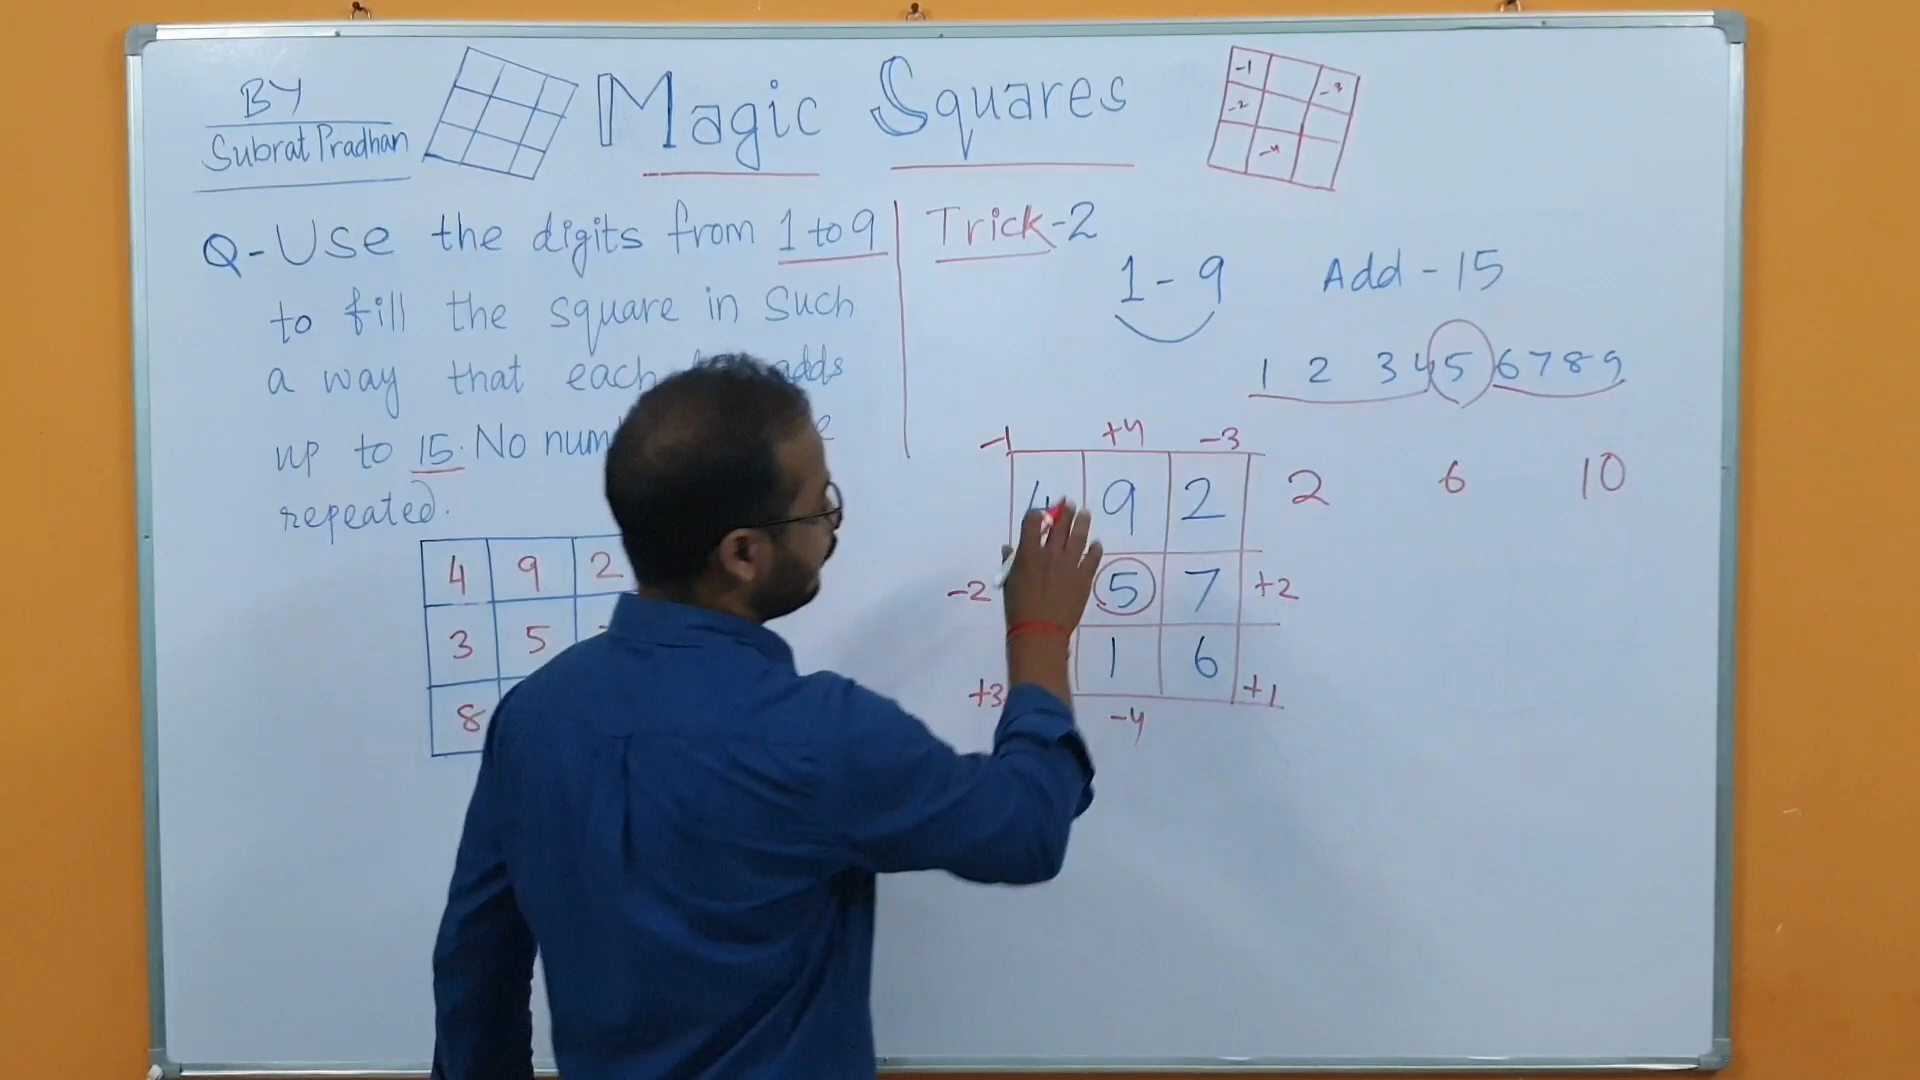 BY
Subrat Pradhan
Magic Squares
-1 -3
-2
-4
Q-Use the digits from 1 to 9
to fill the square in such
a way that each adds
up to 15. No
repeated.
4 9 2
3 5
8
Trick-2
1-9 Add-15
1 2 3 4 5 6 7 8 9
-1 +4 -3
4 9 2
-2 5 7 +2
1 6
+3 -4 +1
2 6 10